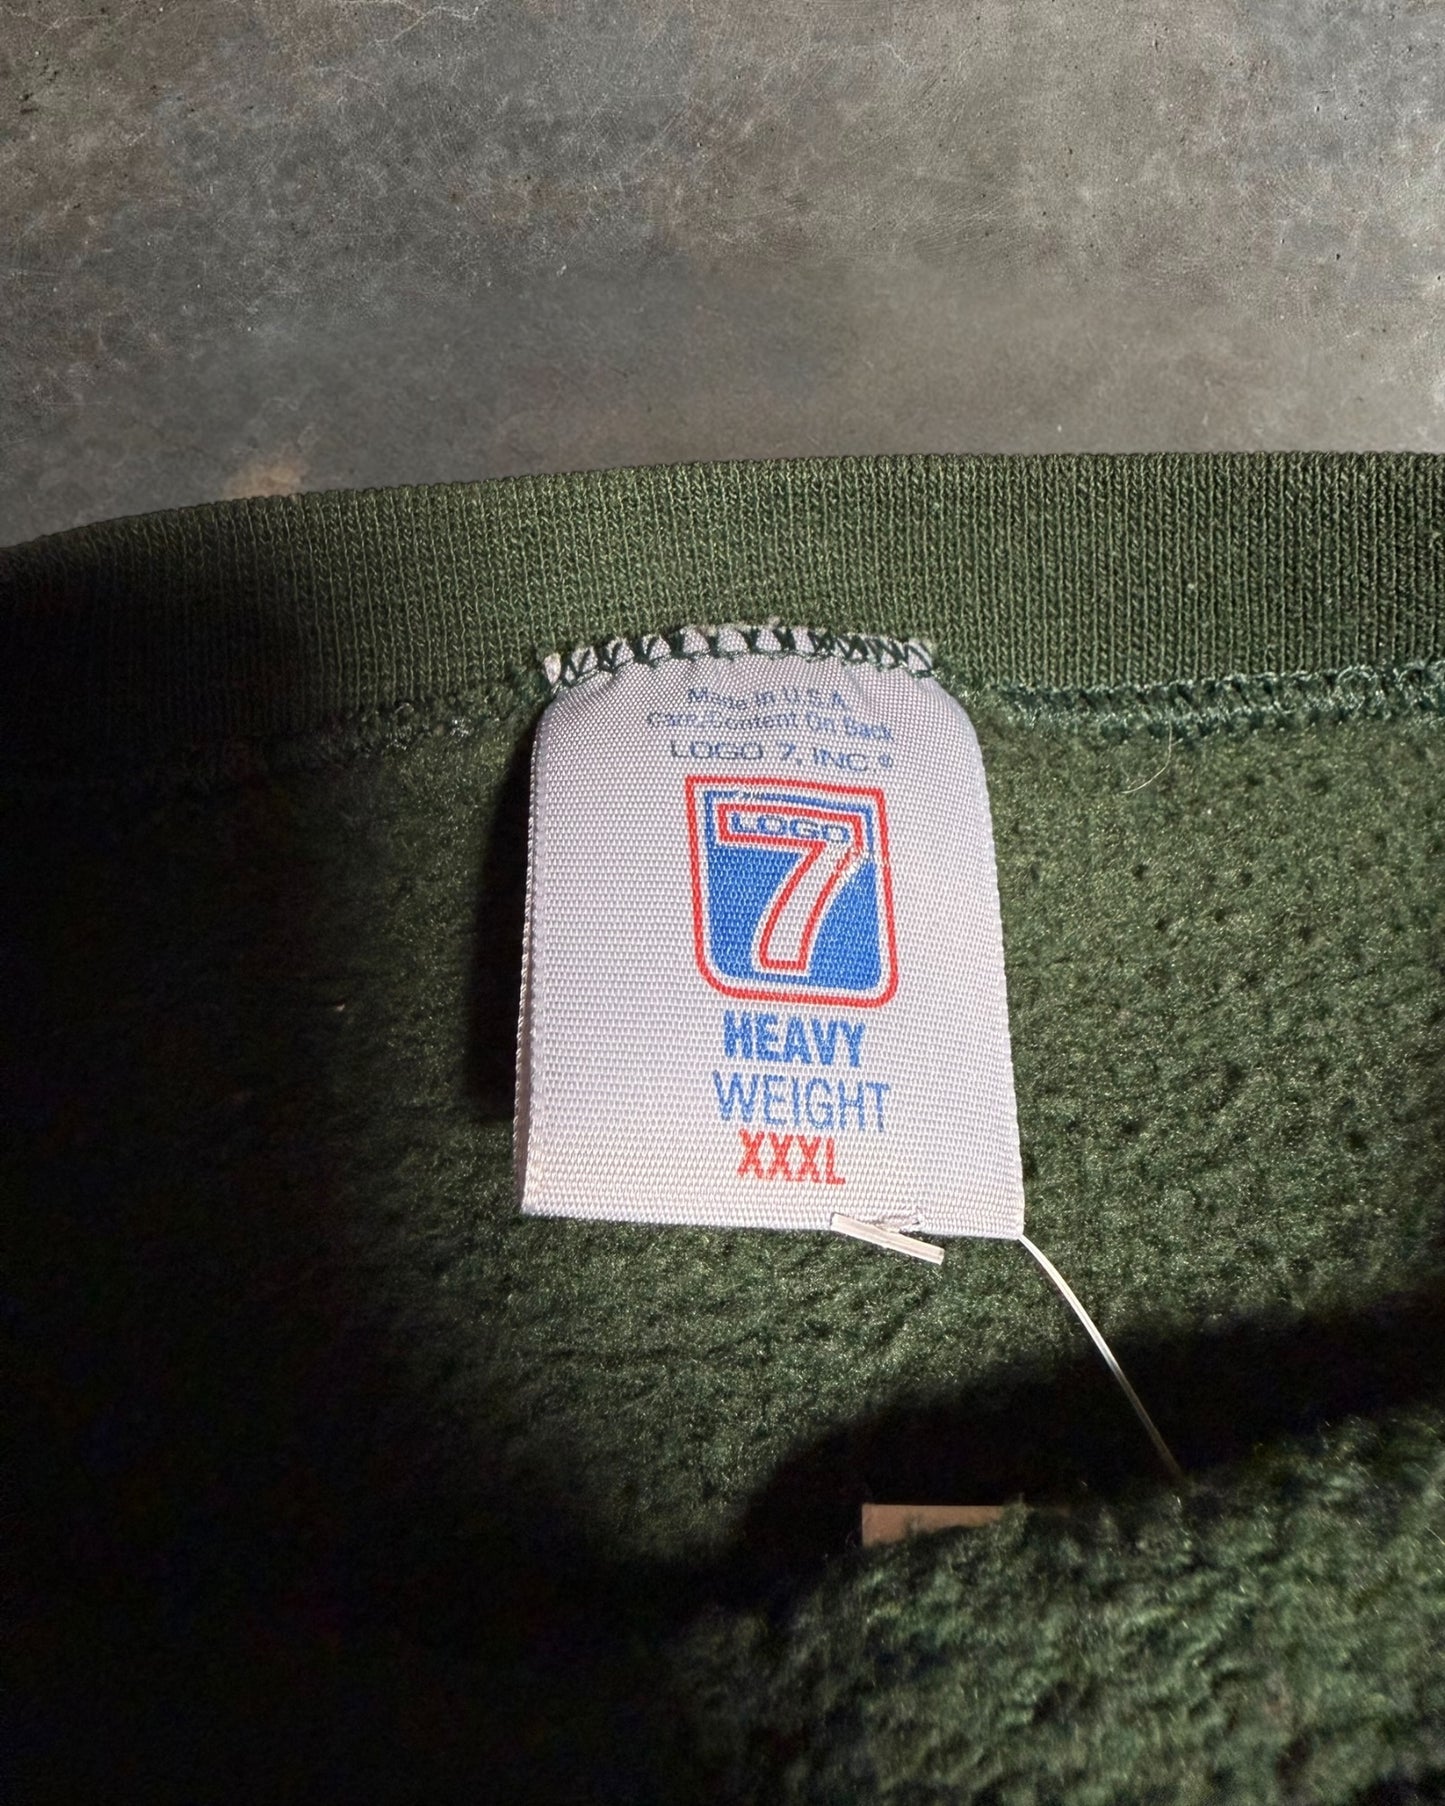 Made In U.S.A.
Care/Content On Back
LOGO 7, INC.®
LOGO
7
HEAVY
WEIGHT
XXXL